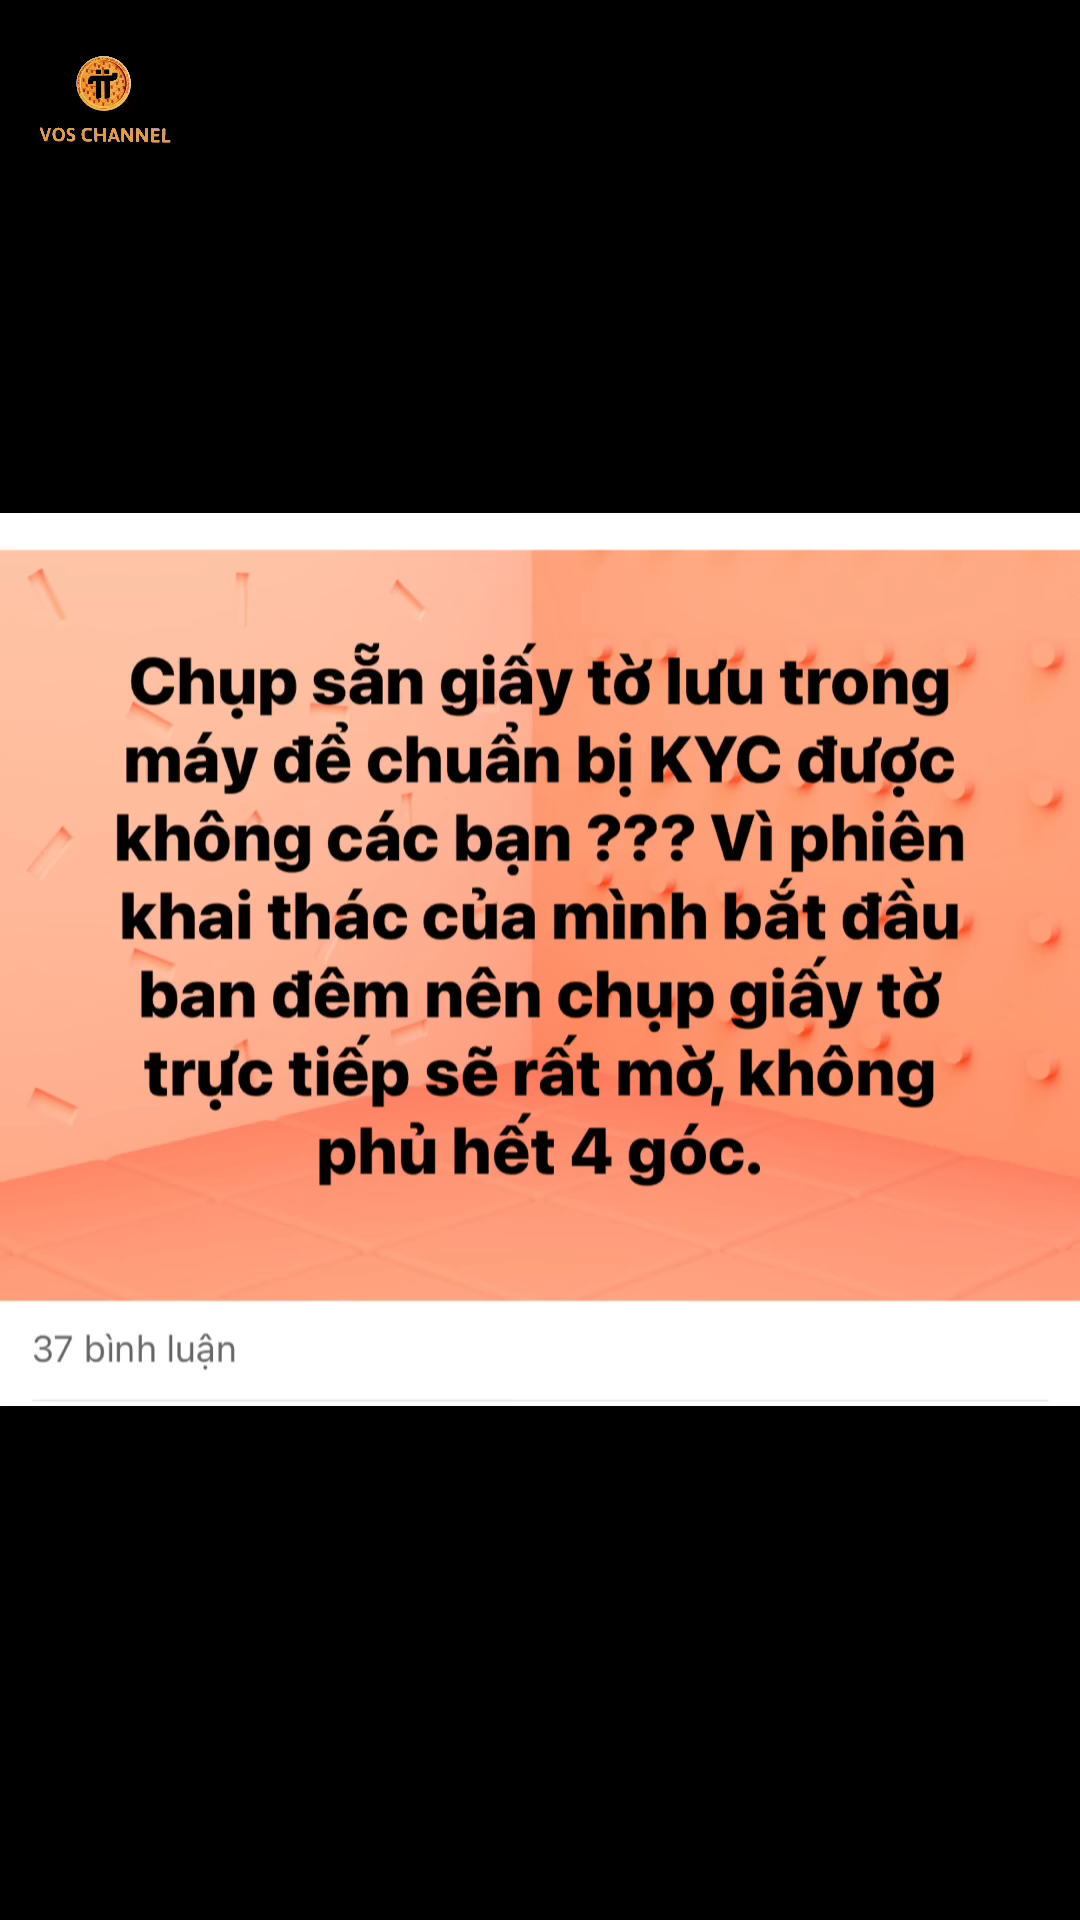 VOS CHANNEL
Chụp sẵn giấy tờ lưu trong
máy để chuẩn bị KYC được
không các bạn ??? Vì phiên
khai thác của mình bắt đầu
ban đêm nên chụp giấy tờ
trực tiếp sẽ rất mờ, không
phủ hết 4 góc.
37 bình luận